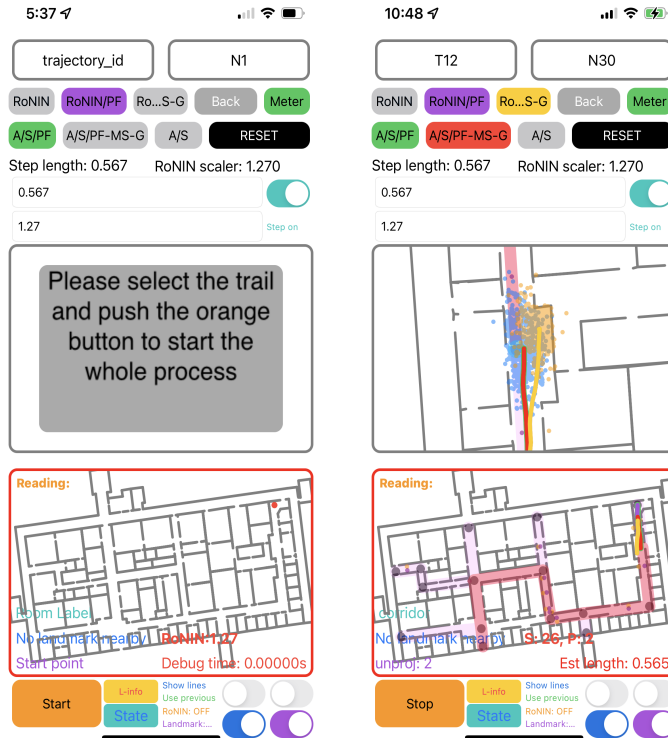 5:37
trajectory_id
N1
RoNIN
RoNIN/PF
Ro...S-G
Back
Meter
A/S/PF
A/S/PF-MS-G
A/S
RESET
Step length: 0.567
RoNIN scaler: 1.270
0.567
1.27
Step on
Please select the trail
and push the orange
button to start the
whole process
Reading:
Room Label
No landmark nearby
RoNIN:1.27
Start point
Debug time: 0.00000s
Start
L-info
State
Show lines
Use previous
RoNIN: OFF
Landmark:...
10:48
T12
N30
RoNIN
RoNIN/PF
Ro...S-G
Back
Meter
A/S/PF
A/S/PF-MS-G
A/S
RESET
Step length: 0.567
RoNIN scaler: 1.270
0.567
1.27
Step on
Reading:
corridor
No landmark nearby
S: 26, P:
unproj: 2
Est length: 0.565
Stop
L-info
State
Show lines
Use previous
RoNIN: OFF
Landmark:...